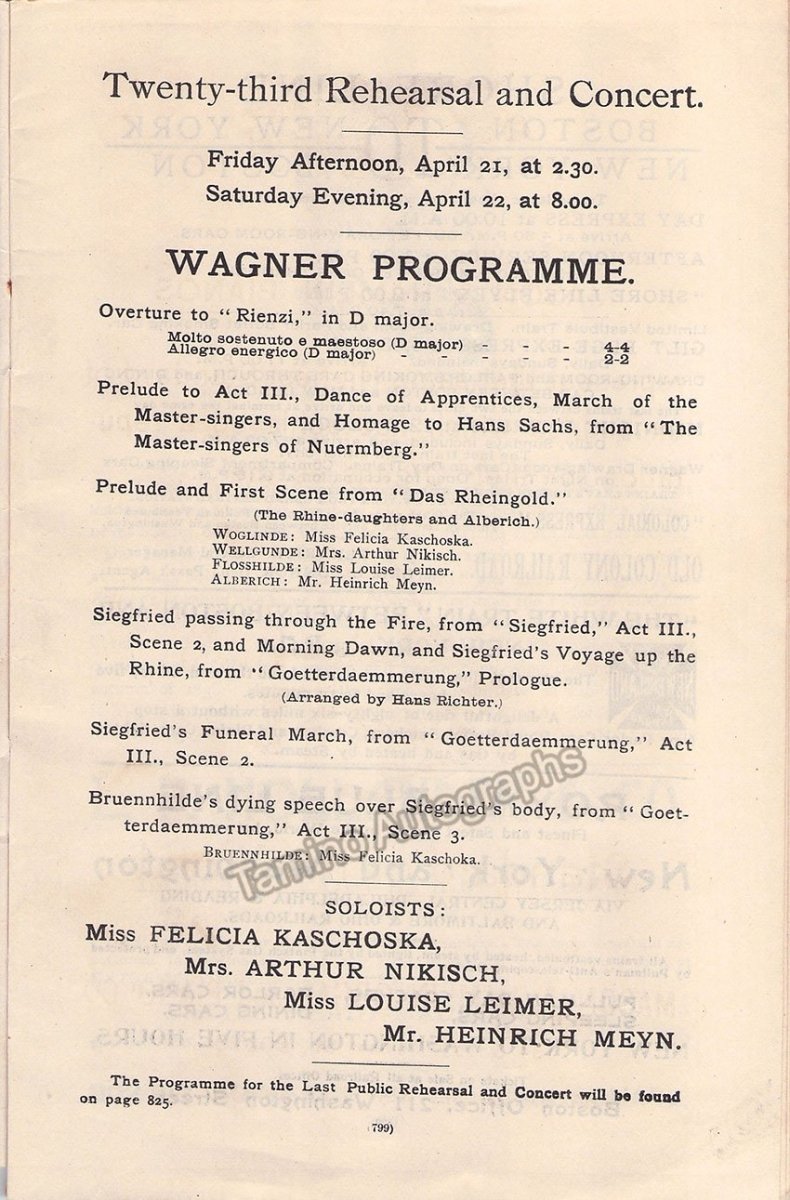 Twenty-third Rehearsal and Concert.
Friday Afternoon, April 21, at 2.30.
Saturday Evening, April 22, at 8.00.
WAGNER PROGRAMME.
Overture to "Rienzi," in D major.
Molto sostenuto e maestoso (D major) - - - 4-4
Allegro energico (D major) - - - - - 2-2
Prelude to Act III., Dance of Apprentices, March of the
Master-singers, and Homage to Hans Sachs, from "The
Master-singers of Nuermberg."
Prelude and First Scene from "Das Rheingold."
(The Rhine-daughters and Alberich.)
WOGLINDE: Miss Felicia Kaschoska.
WELLGUNDE: Mrs. Arthur Nikisch.
FLOSSHILDE: Miss Louise Leimer.
ALBERICH: Mr. Heinrich Meyn.
Siegfried passing through the Fire, from "Siegfried," Act III.,
Scene 2, and Morning Dawn, and Siegfried's Voyage up the
Rhine, from "Goetterdaemmerung," Prologue.
(Arranged by Hans Richter.)
Siegfried's Funeral March, from "Goetterdaemmerung," Act
III., Scene 2.
Bruennhilde's dying speech over Siegfried's body, from "Goet-
terdaemmerung," Act III., Scene 3.
BRUENNHILDE: Miss Felicia Kaschoka.
Tamino Autographs
SOLOISTS:
Miss FELICIA KASCHOSKA,
Mrs. ARTHUR NIKISCH,
Miss LOUISE LEIMER,
Mr. HEINRICH MEYN.
The Programme for the Last Public Rehearsal and Concert will be found
on page 825.
(799)